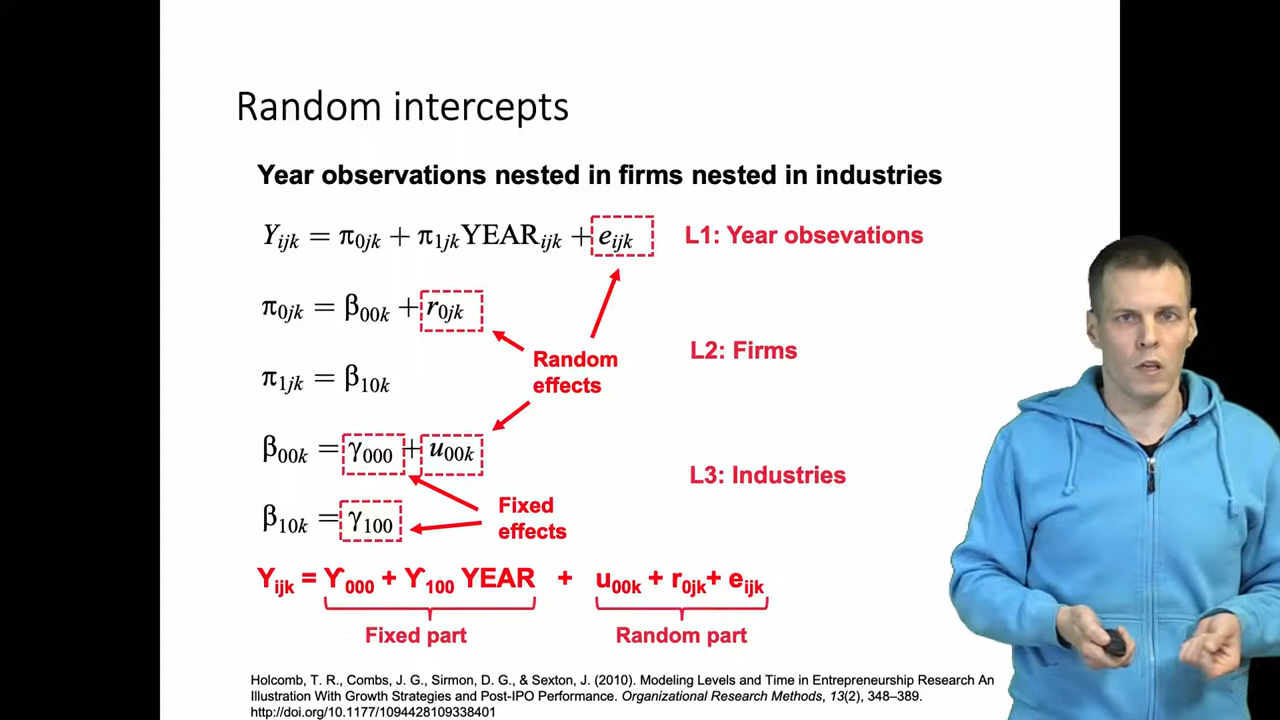 Random intercepts
Year observations nested in firms nested in industries
Yᵢⱼₖ = π₀ⱼₖ + π₁ⱼₖYEARᵢⱼₖ + eᵢⱼₖ L1: Year obsevations
π₀ⱼₖ = β₀₀ₖ + r₀ⱼₖ
Random
effects
L2: Firms
π₁ⱼₖ = β₁₀ₖ
β₀₀ₖ = γ₀₀₀ + u₀₀ₖ
L3: Industries
β₁₀ₖ = γ₁₀₀
Fixed
effects
Yᵢⱼₖ = ϒ₀₀₀ + ϒ₁₀₀ YEAR + u₀₀ₖ + r₀ⱼₖ+ eᵢⱼₖ
Fixed part Random part
Holcomb, T. R., Combs, J. G., Sirmon, D. G., & Sexton, J. (2010). Modeling Levels and Time in Entrepreneurship Research An
Illustration With Growth Strategies and Post-IPO Performance. Organizational Research Methods, 13(2), 348–389.
http://doi.org/10.1177/1094428109338401